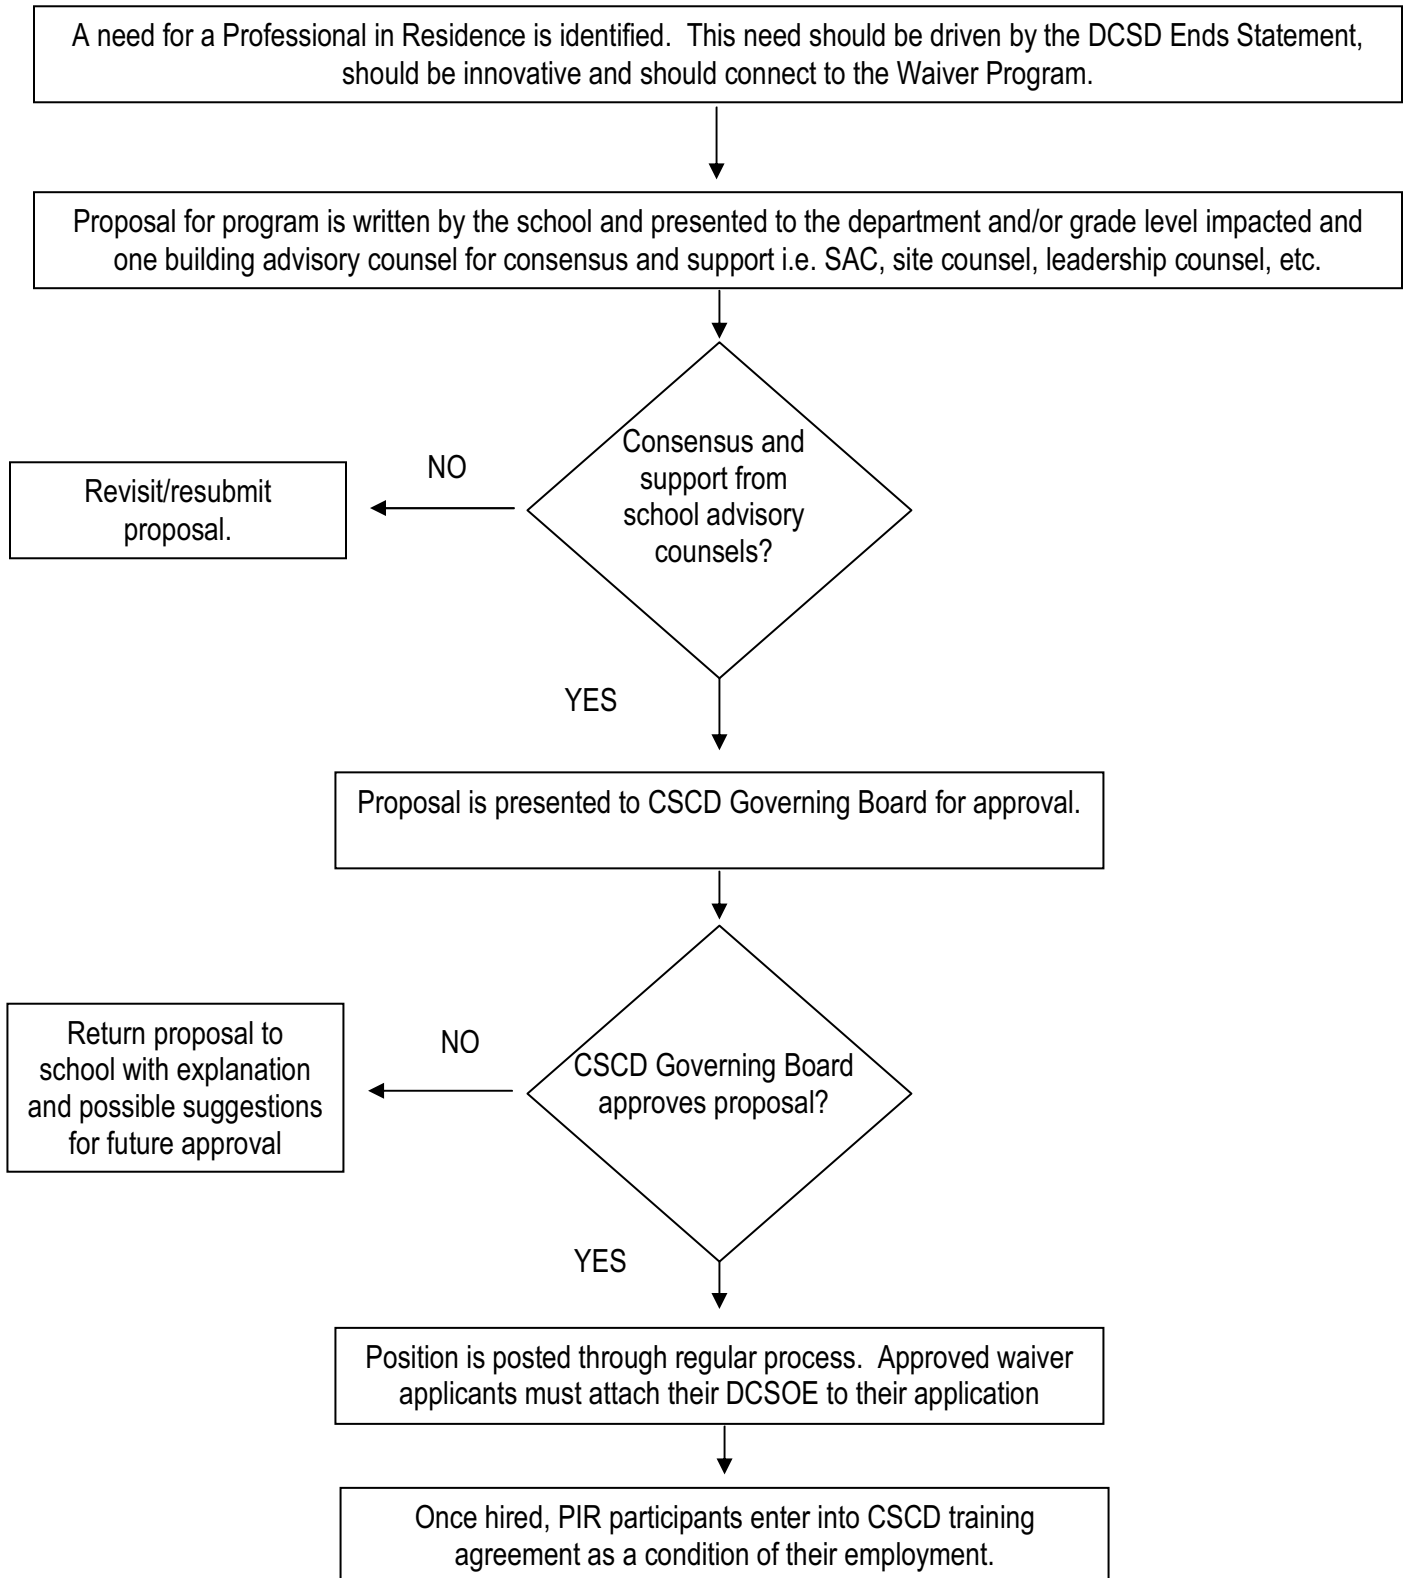 A need for a Professional in Residence is identified. This need should be driven by the DCSD Ends Statement,
should be innovative and should connect to the Waiver Program.
Proposal for program is written by the school and presented to the department and/or grade level impacted and
one building advisory counsel for consensus and support i.e. SAC, site counsel, leadership counsel, etc.
Consensus and
support from
school advisory
counsels?
NO
Revisit/resubmit
proposal.
YES
Proposal is presented to CSCD Governing Board for approval.
CSCD Governing Board
approves proposal?
NO
Return proposal to
school with explanation
and possible suggestions
for future approval
YES
Position is posted through regular process. Approved waiver
applicants must attach their DCSOE to their application
Once hired, PIR participants enter into CSCD training
agreement as a condition of their employment.